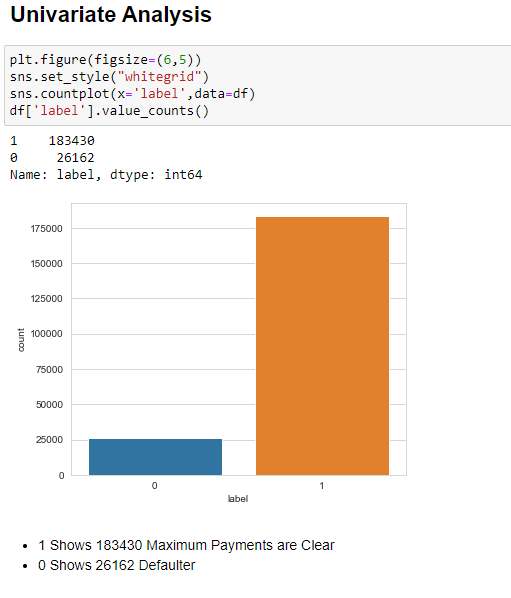 Univariate Analysis
plt.figure(figsize=(6,5))
sns.set_style("whitegrid")
sns.countplot(x='label',data=df)
df['label'].value_counts()
1    183430
0     26162
Name: label, dtype: int64
175000
150000
125000
100000
75000
50000
25000
0
count
0 1
label
• 1 Shows 183430 Maximum Payments are Clear
• 0 Shows 26162 Defaulter